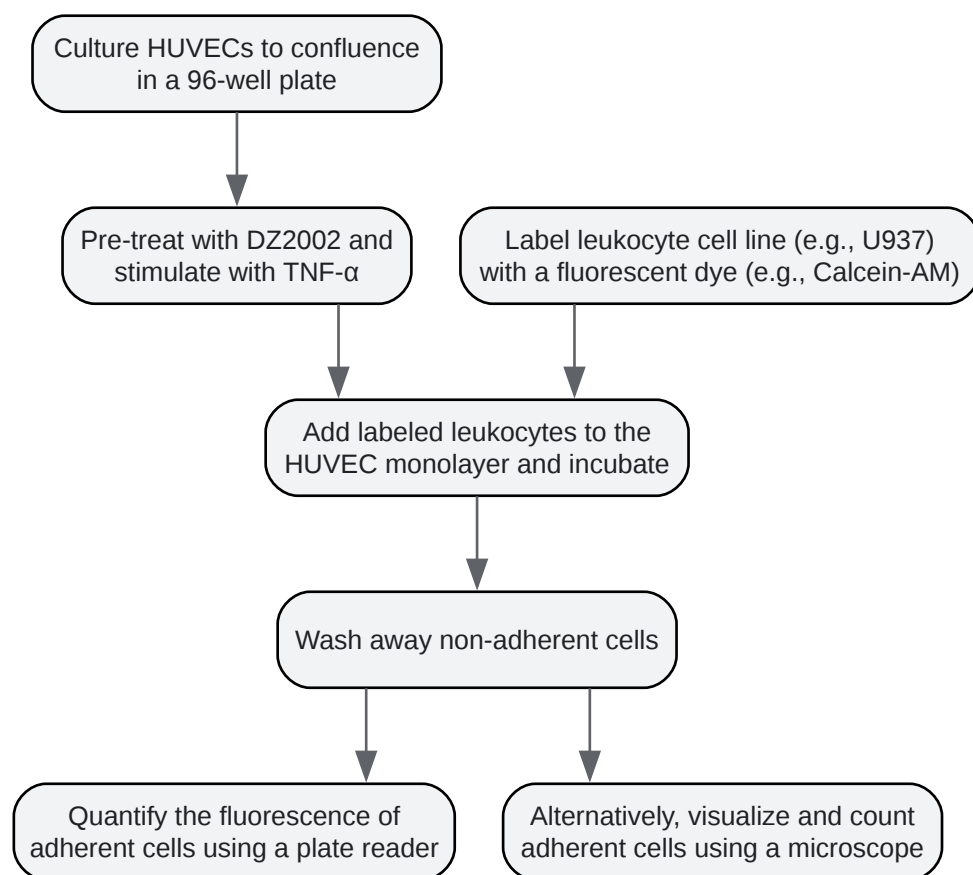 Culture HUVECs to confluence
in a 96-well plate
Pre-treat with DZ2002 and
stimulate with TNF-α
Label leukocyte cell line (e.g., U937)
with a fluorescent dye (e.g., Calcein-AM)
Add labeled leukocytes to the
HUVEC monolayer and incubate
Wash away non-adherent cells
Quantify the fluorescence of
adherent cells using a plate reader
Alternatively, visualize and count
adherent cells using a microscope